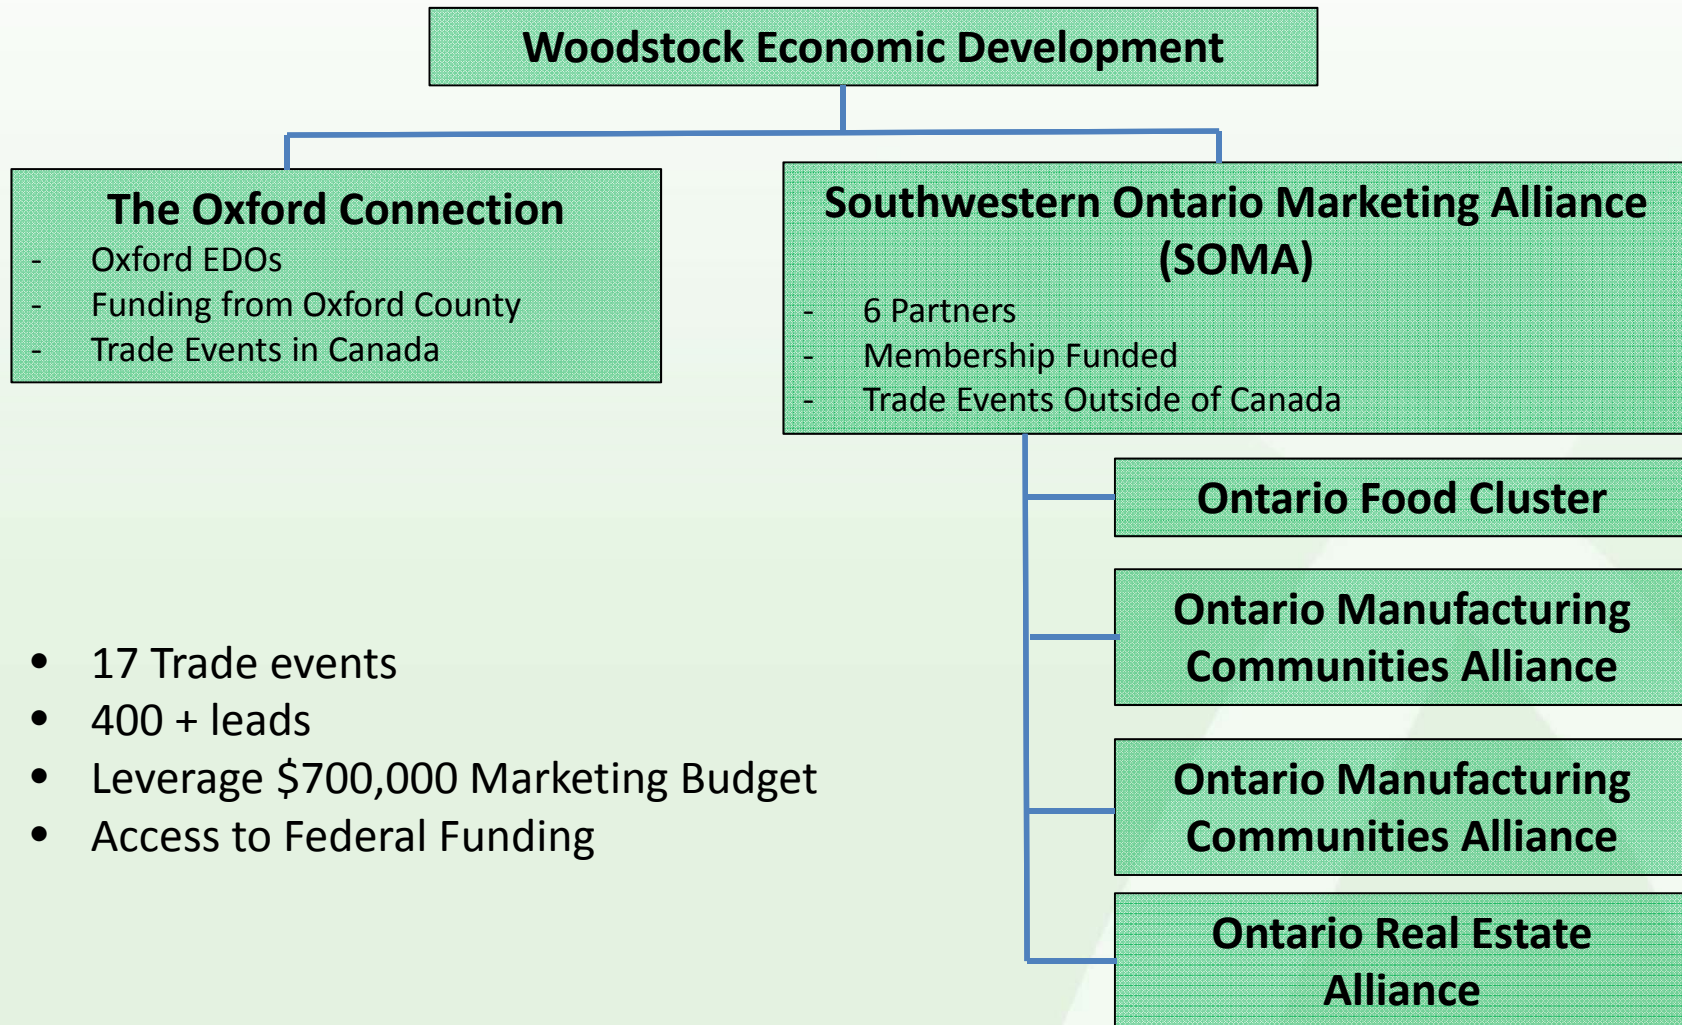 Woodstock Economic Development
The Oxford Connection
- Oxford EDOs
- Funding from Oxford County
- Trade Events in Canada
Southwestern Ontario Marketing Alliance
(SOMA)
- 6 Partners
- Membership Funded
- Trade Events Outside of Canada
Ontario Food Cluster
Ontario Manufacturing
Communities Alliance
Ontario Manufacturing
Communities Alliance
Ontario Real Estate
Alliance
• 17 Trade events
• 400 + leads
• Leverage $700,000 Marketing Budget
• Access to Federal Funding